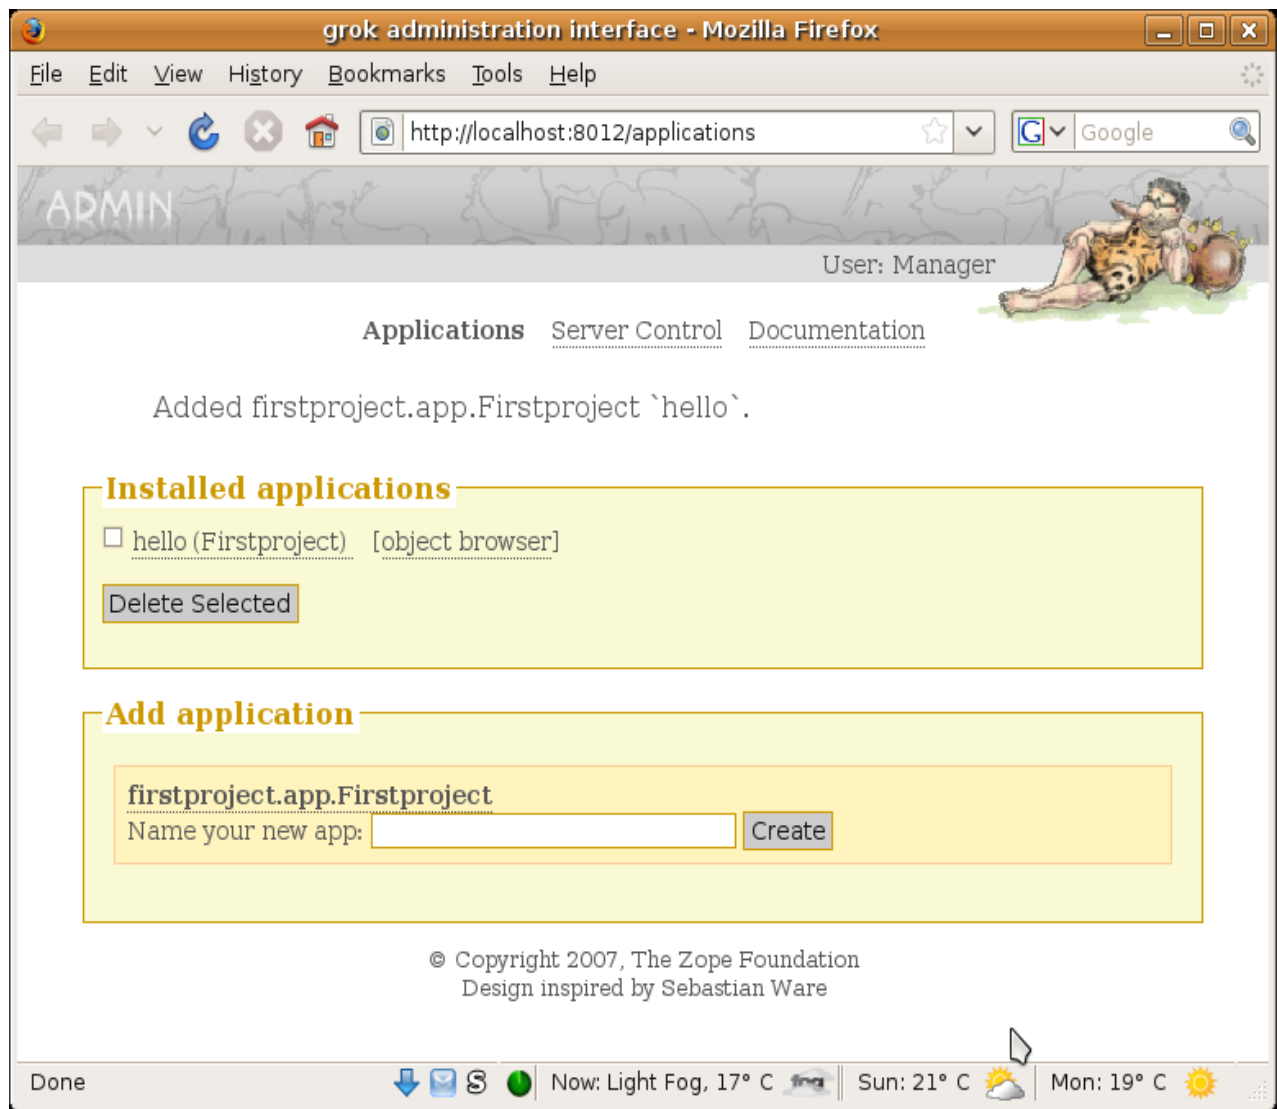 grok administration interface - Mozilla Firefox
File Edit View History Bookmarks Tools Help
http://localhost:8012/applications Google
ADMIN
User: Manager
Applications Server Control Documentation
Added firstproject.app.Firstproject `hello`.
Installed applications
hello (Firstproject) [object browser]
Delete Selected
Add application
firstproject.app.Firstproject
Name your new app: Create
© Copyright 2007, The Zope Foundation
Design inspired by Sebastian Ware
Done S Now: Light Fog, 17° C fog Sun: 21° C Mon: 19° C